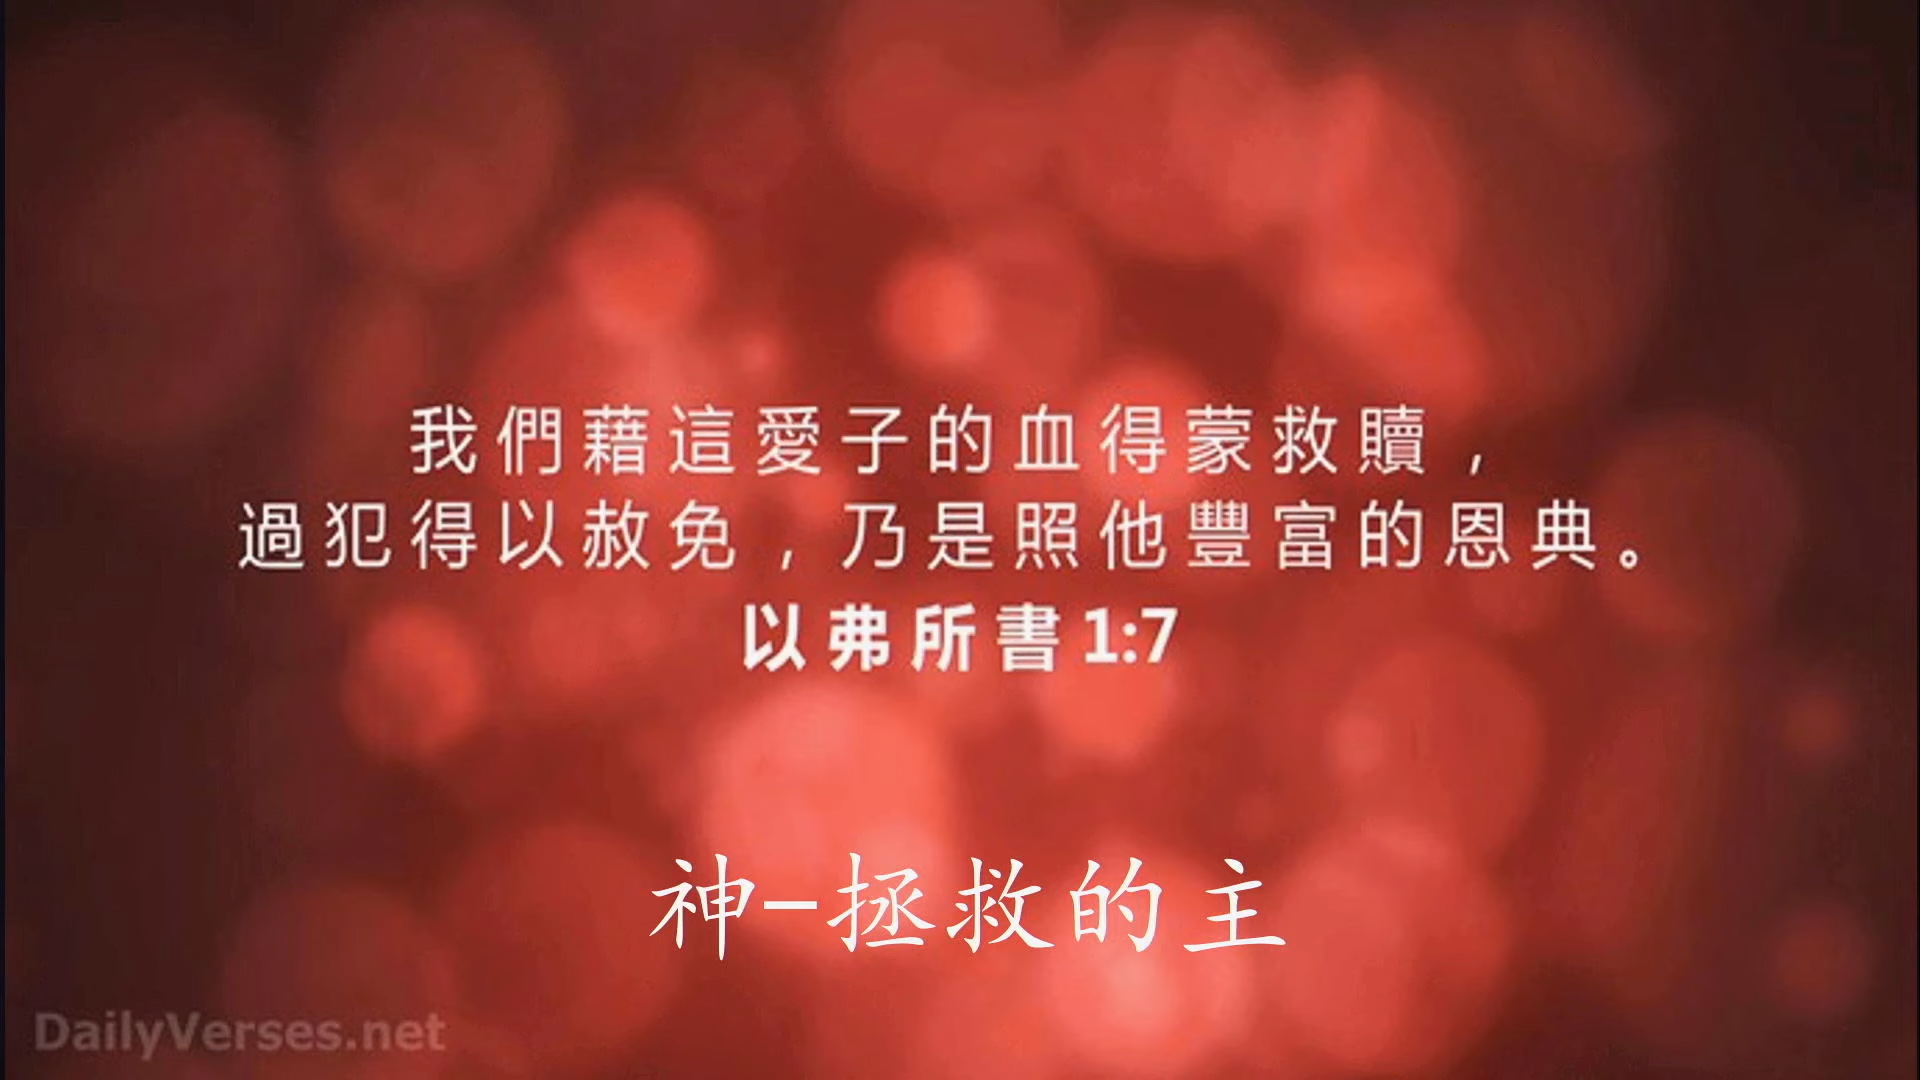 我們藉這愛子的血得蒙救贖，
過犯得以赦免，乃是照他豐富的恩典。
以弗所書1:7
神-拯救的主
DailyVerses.net